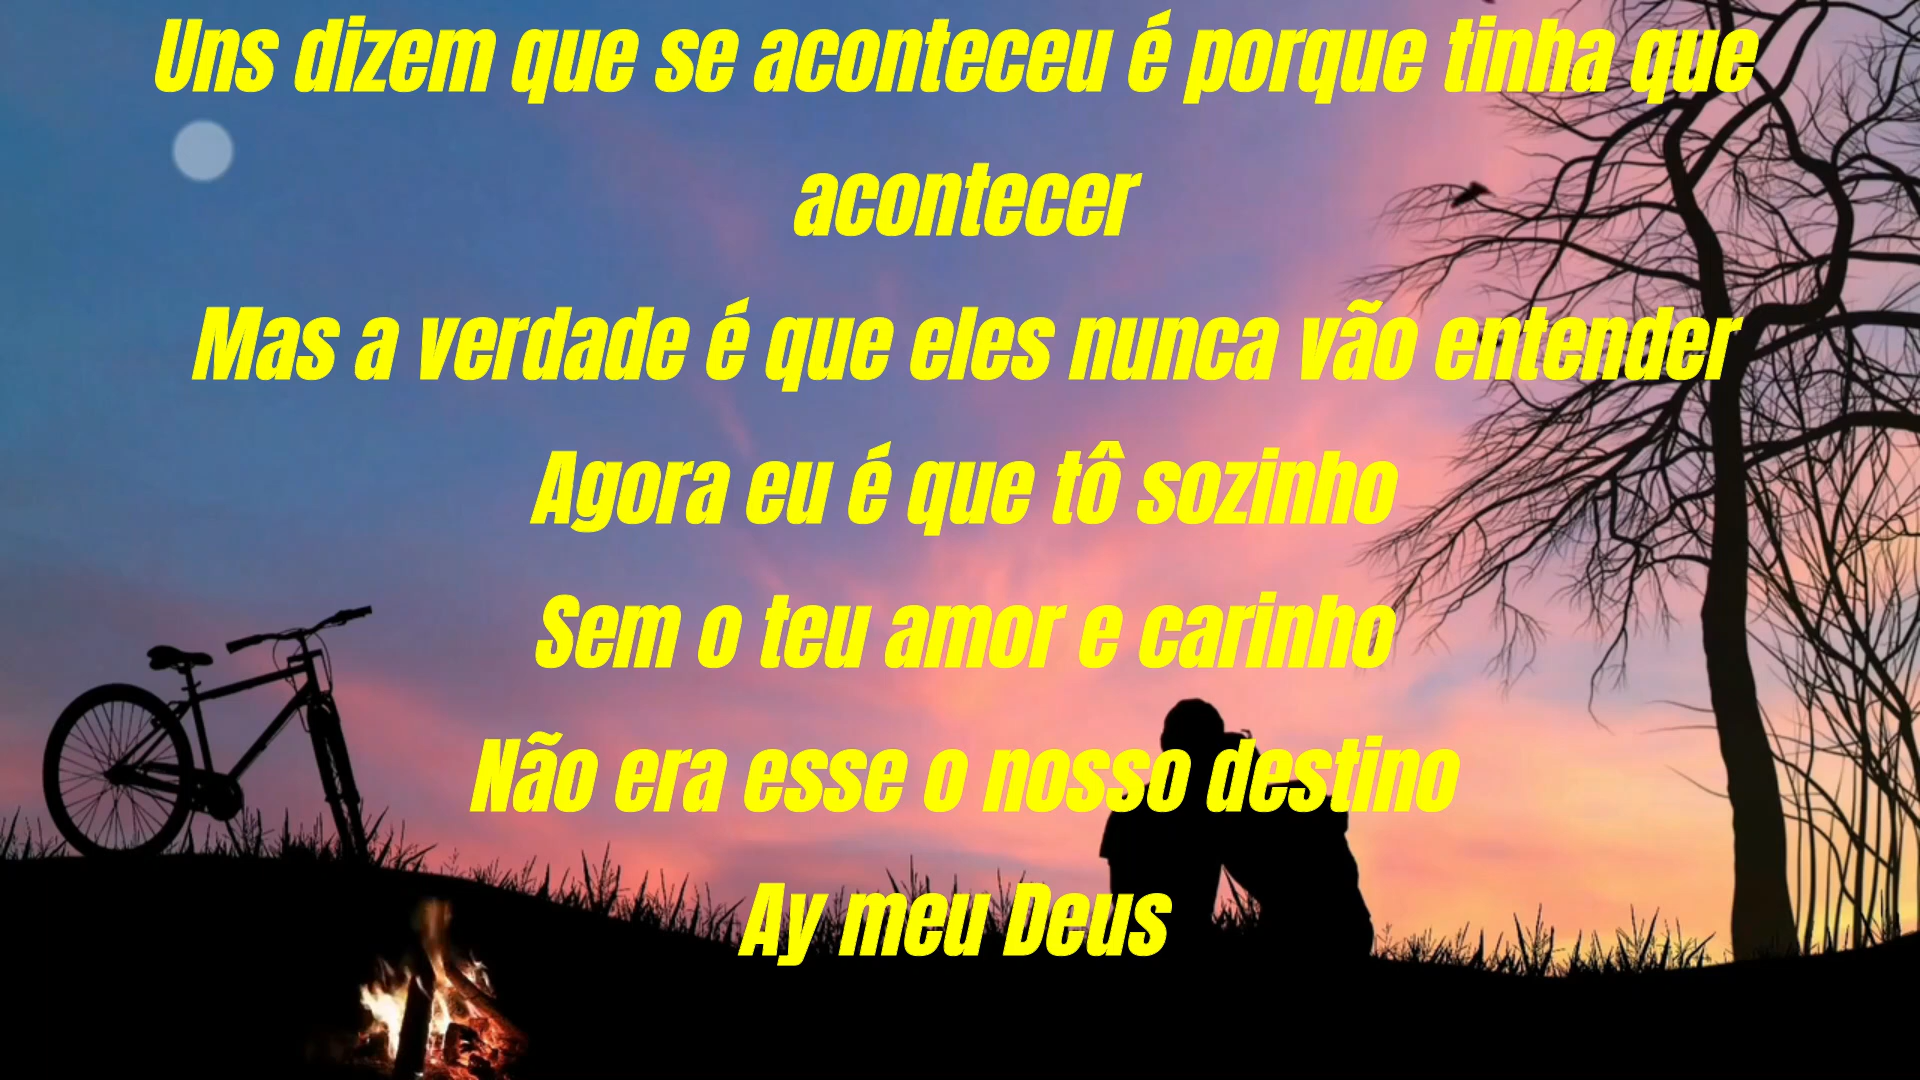 Uns dizem que se aconteceu é porque tinha que
acontecer
Mas a verdade é que eles nunca vão entender
Agora eu é que tô sozinho
Sem o teu amor e carinho
Não era esse o nosso destino
Ay meu Deus